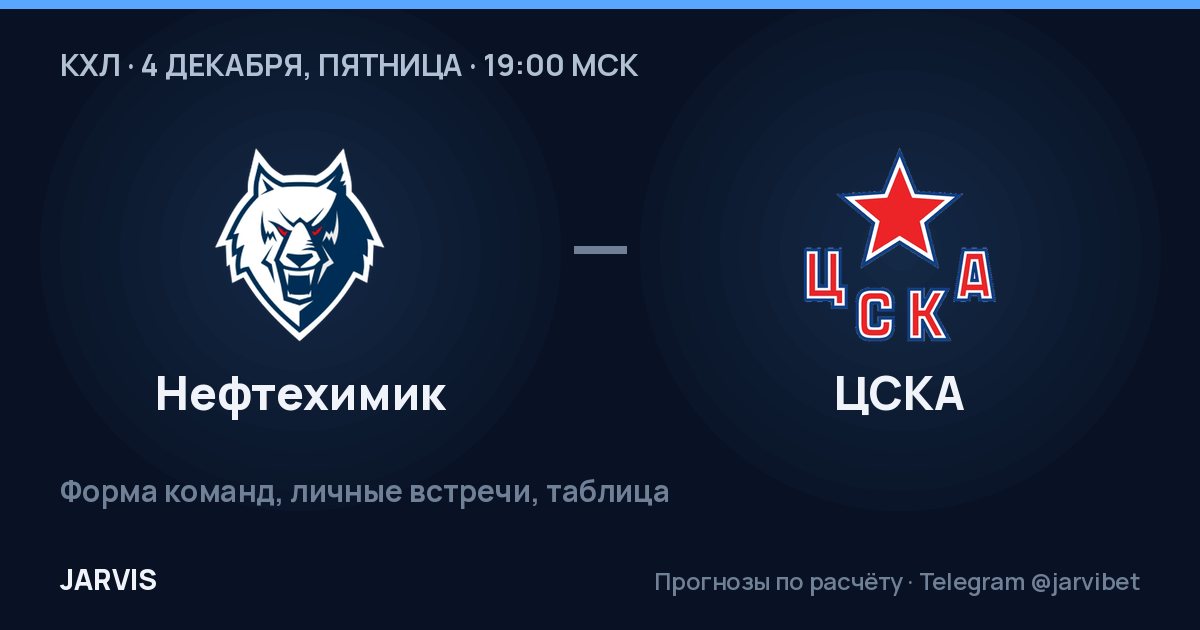 КХЛ · 4 ДЕКАБРЯ, ПЯТНИЦА · 19:00 МСК
ЦСКА
Нефтехимик
ЦСКА
Форма команд, личные встречи, таблица
JARVIS
Прогнозы по расчёту · Telegram @jarvibet